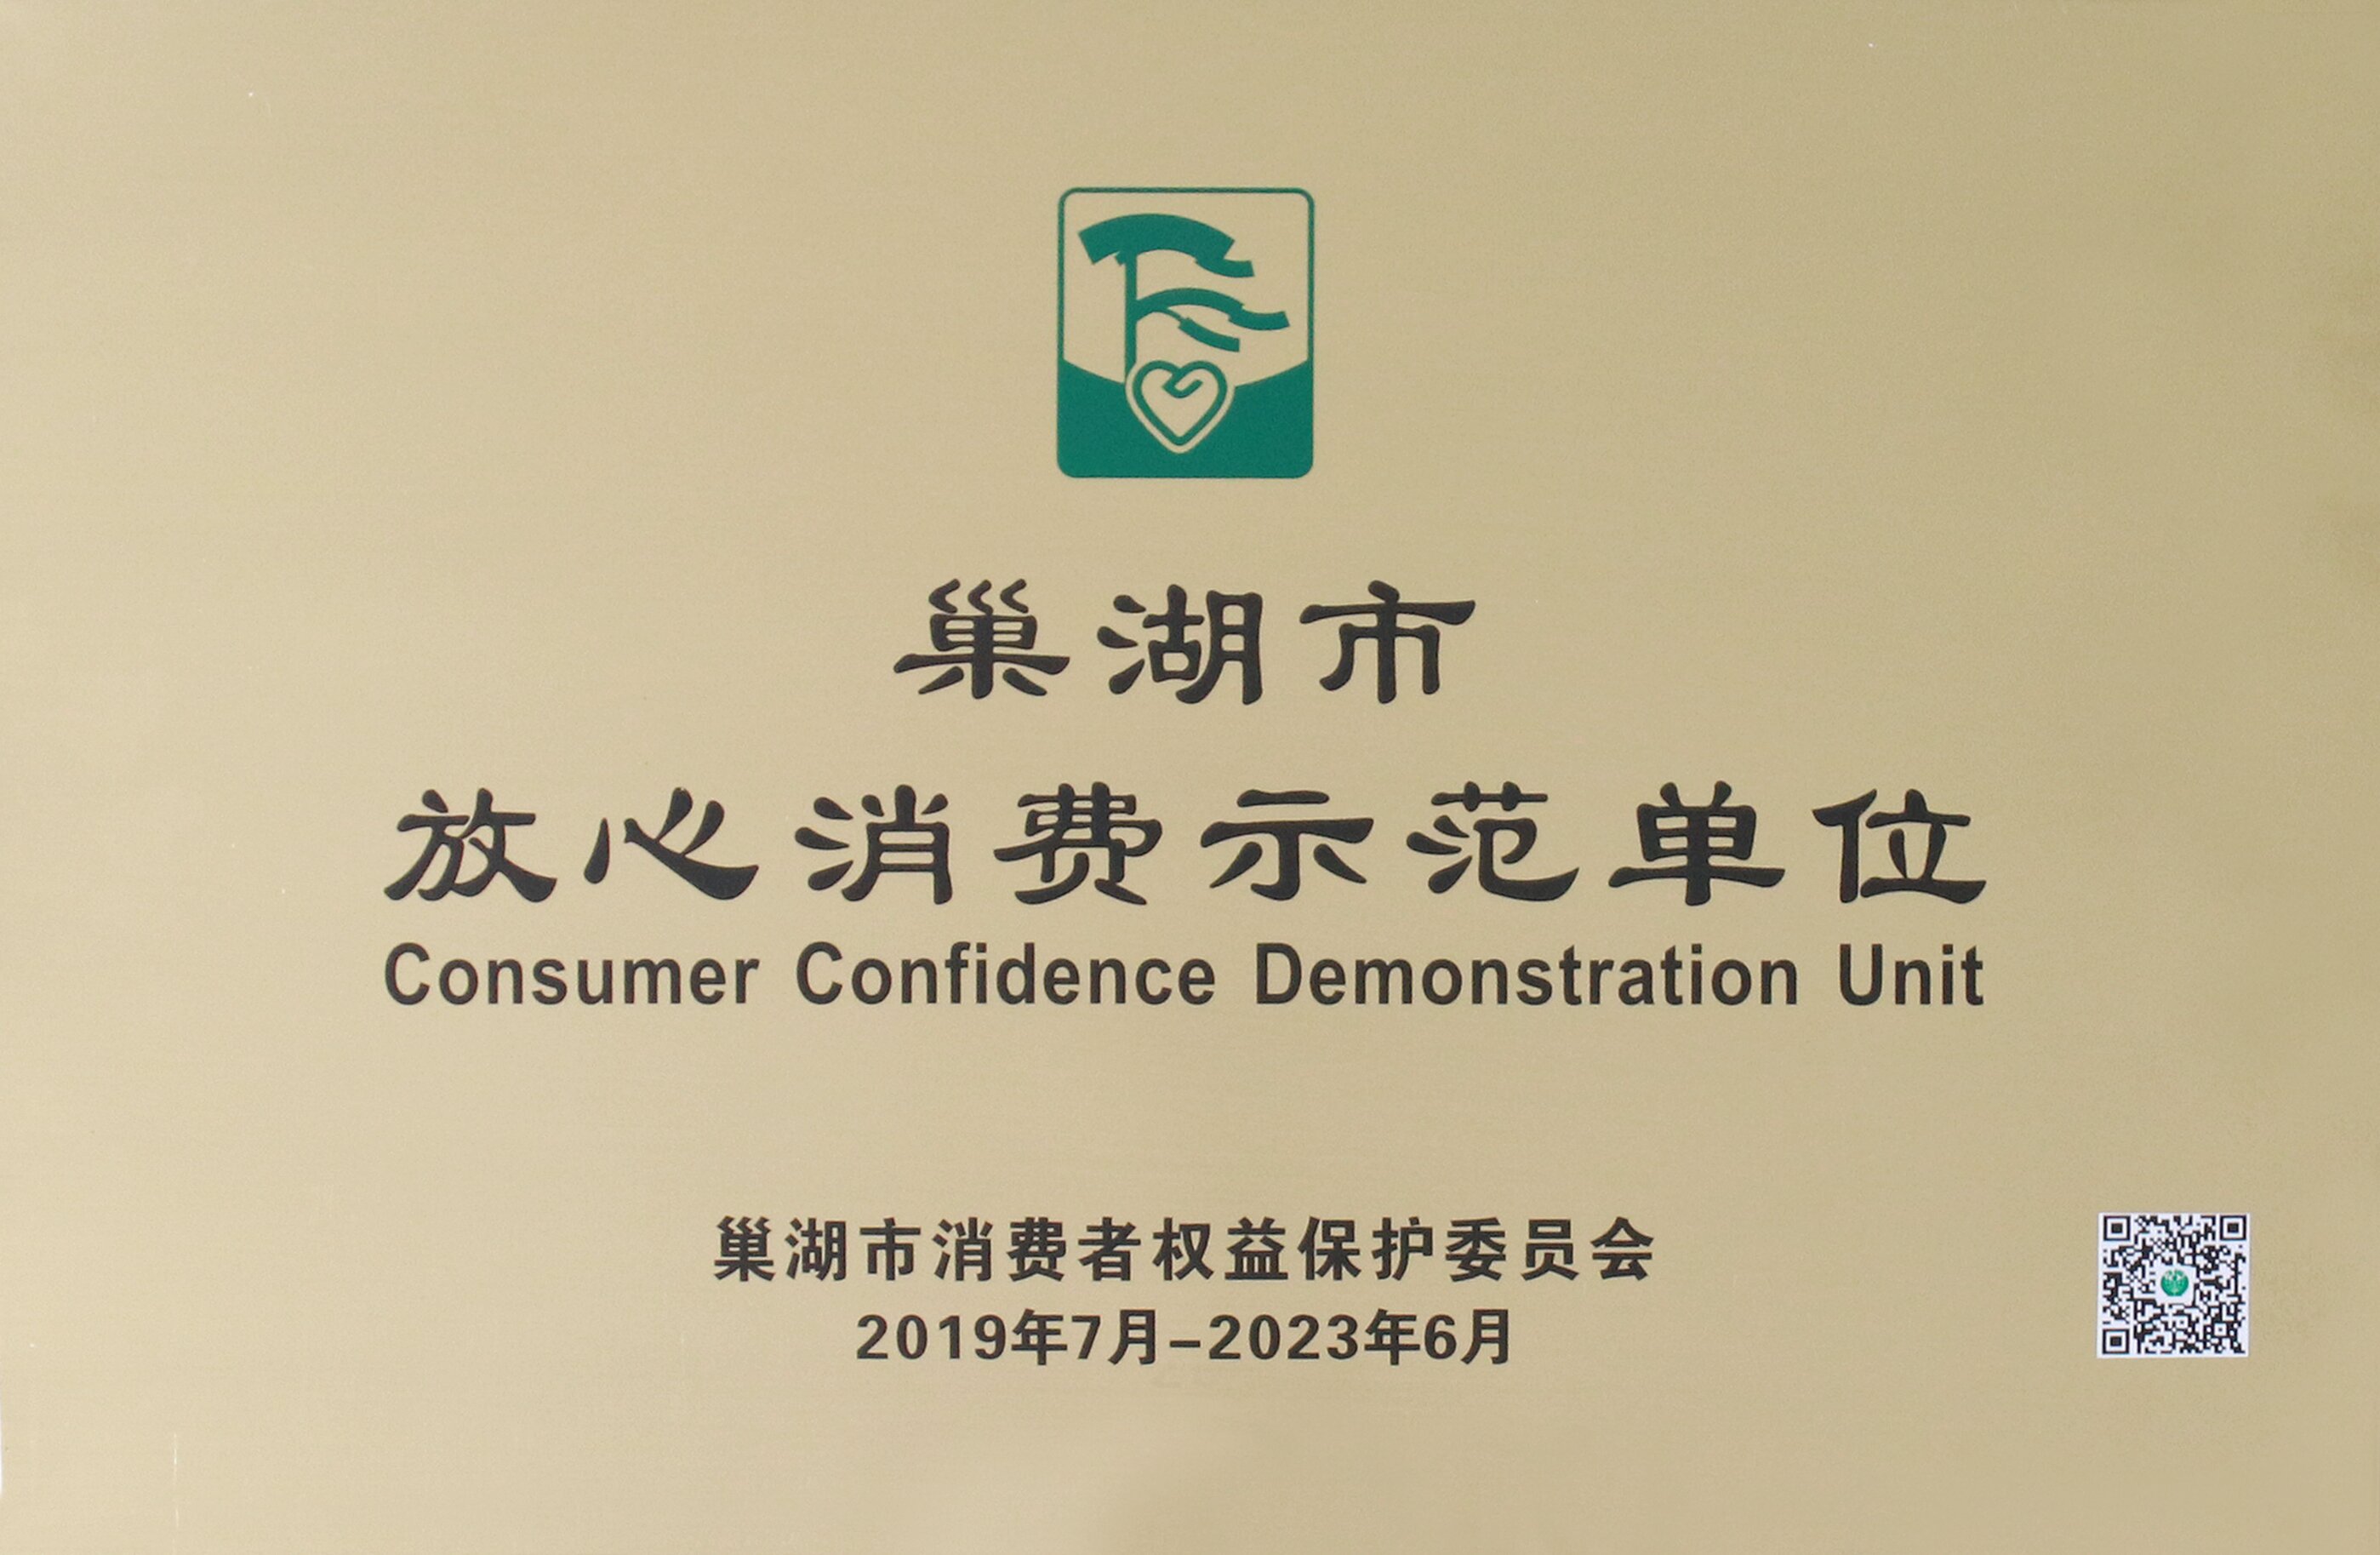 巢湖市
放心消费示范单位
Consumer Confidence Demonstration Unit
巢湖市消费者权益保护委员会
2019年7月-2023年6月